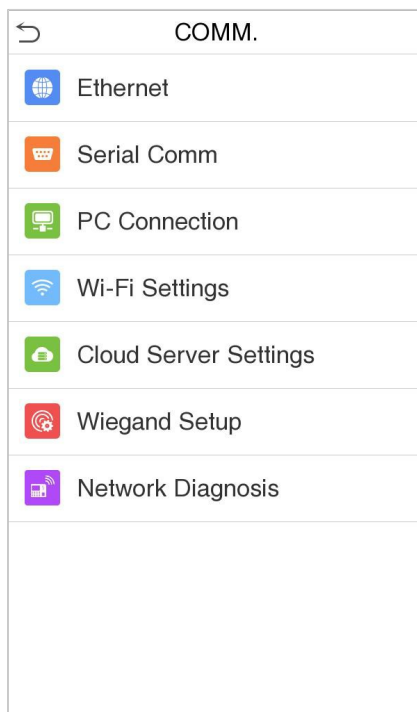 COMM.
Ethernet
Serial Comm
PC Connection
Wi-Fi Settings
Cloud Server Settings
Wiegand Setup
Network Diagnosis